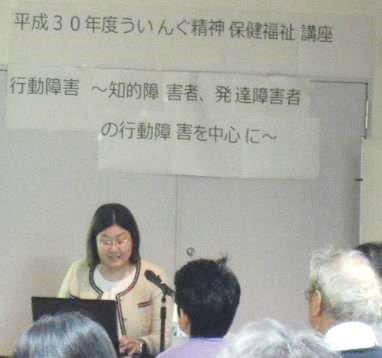 平成３０年度ういんぐ精神保健福祉講座
行動障害　～知的障害者、発達障害者
の行動障害を中心に～